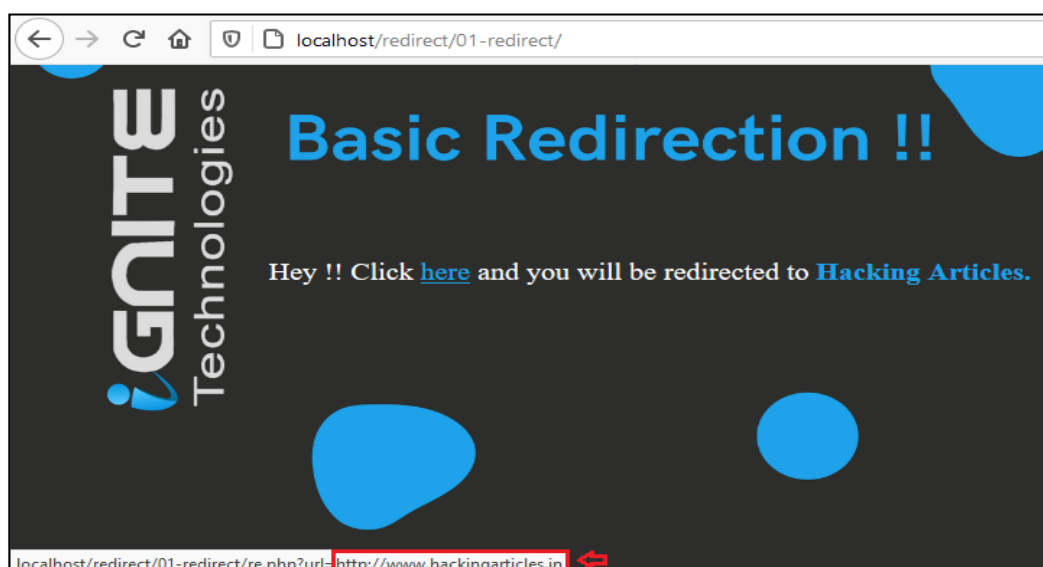 localhost/redirect/01-redirect/
iGNITE
Technologies
Basic Redirection !!
Hey !! Click here and you will be redirected to Hacking Articles.
localhost/redirect/01-redirect/re.php?url=http://www.hackingarticles.in